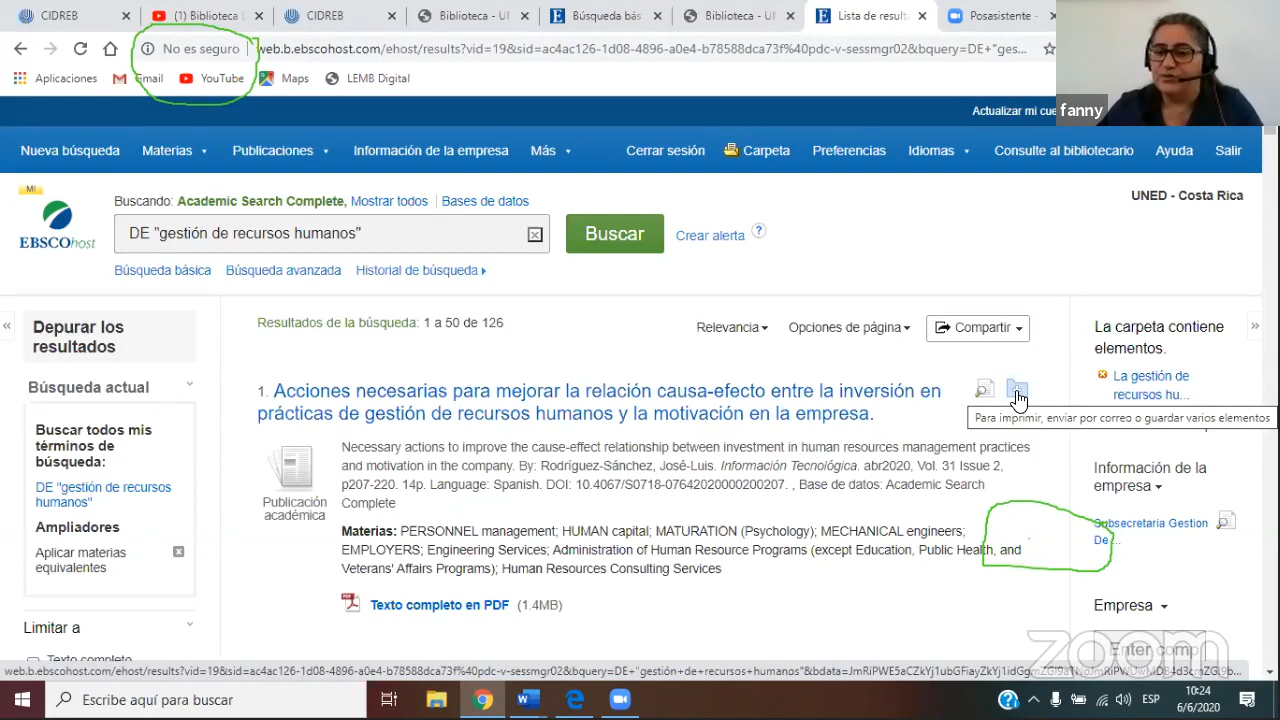 CIDREB
(1) Biblioteca
CIDREB
Biblioteca - U
Búsqueda bás
Biblioteca - U
Lista de resul
Posasistente
No es seguro
web.b.ebscohost.com/ehost/results?vid=19&sid=ac4ac126-1d08-4896-a0e4-b78588dca73f%40pdc-v-sessmgr02&bquery=DE+"ges...
Aplicaciones
Gmail
YouTube
Maps
LEMB Digital
fanny
Actualizar mi cue
Nueva búsqueda
Materias
Publicaciones
Información de la empresa
Más
Cerrar sesión
Carpeta
Preferencias
Idiomas
Consulte al bibliotecario
Ayuda
Salir
MI
EBSCOhost
Buscando: Academic Search Complete, Mostrar todos | Bases de datos
UNED - Costa Rica
DE "gestión de recursos humanos"
Buscar
Crear alerta
?
Búsqueda básica
Búsqueda avanzada
Historial de búsqueda
Depurar los
resultados
Búsqueda actual
Buscar todos mis
términos de
búsqueda:
DE "gestión de recursos
humanos"
Ampliadores
Aplicar materias
equivalentes
Limitar a
Texto completo
Resultados de la búsqueda: 1 a 50 de 126
Relevancia
Opciones de página
Compartir
1. Acciones necesarias para mejorar la relación causa-efecto entre la inversión en
prácticas de gestión de recursos humanos y la motivación en la empresa.
Para imprimir, enviar por correo o guardar varios elementos
Publicación
académica
Necessary actions to improve the cause-effect relationship between investment in human resources management practices
and motivation in the company. By: Rodríguez-Sánchez, José-Luis. Información Tecnológica. abr2020, Vol. 31 Issue 2,
p207-220. 14p. Language: Spanish. DOI: 10.4067/S0718-07642020000200207. , Base de datos: Academic Search
Complete
Materias: PERSONNEL management; HUMAN capital; MATURATION (Psychology); MECHANICAL engineers;
EMPLOYERS; Engineering Services; Administration of Human Resource Programs (except Education, Public Health, and
Veterans' Affairs Programs); Human Resources Consulting Services
PDF
Texto completo en PDF (1.4MB)
La carpeta contiene
elementos.
La gestión de
recursos hu...
Información de la
empresa
Subsecretaria Gestion
De ...
Empresa
Enter comp
zoom
Escribe aquí para buscar
ESP
10:24
6/6/2020